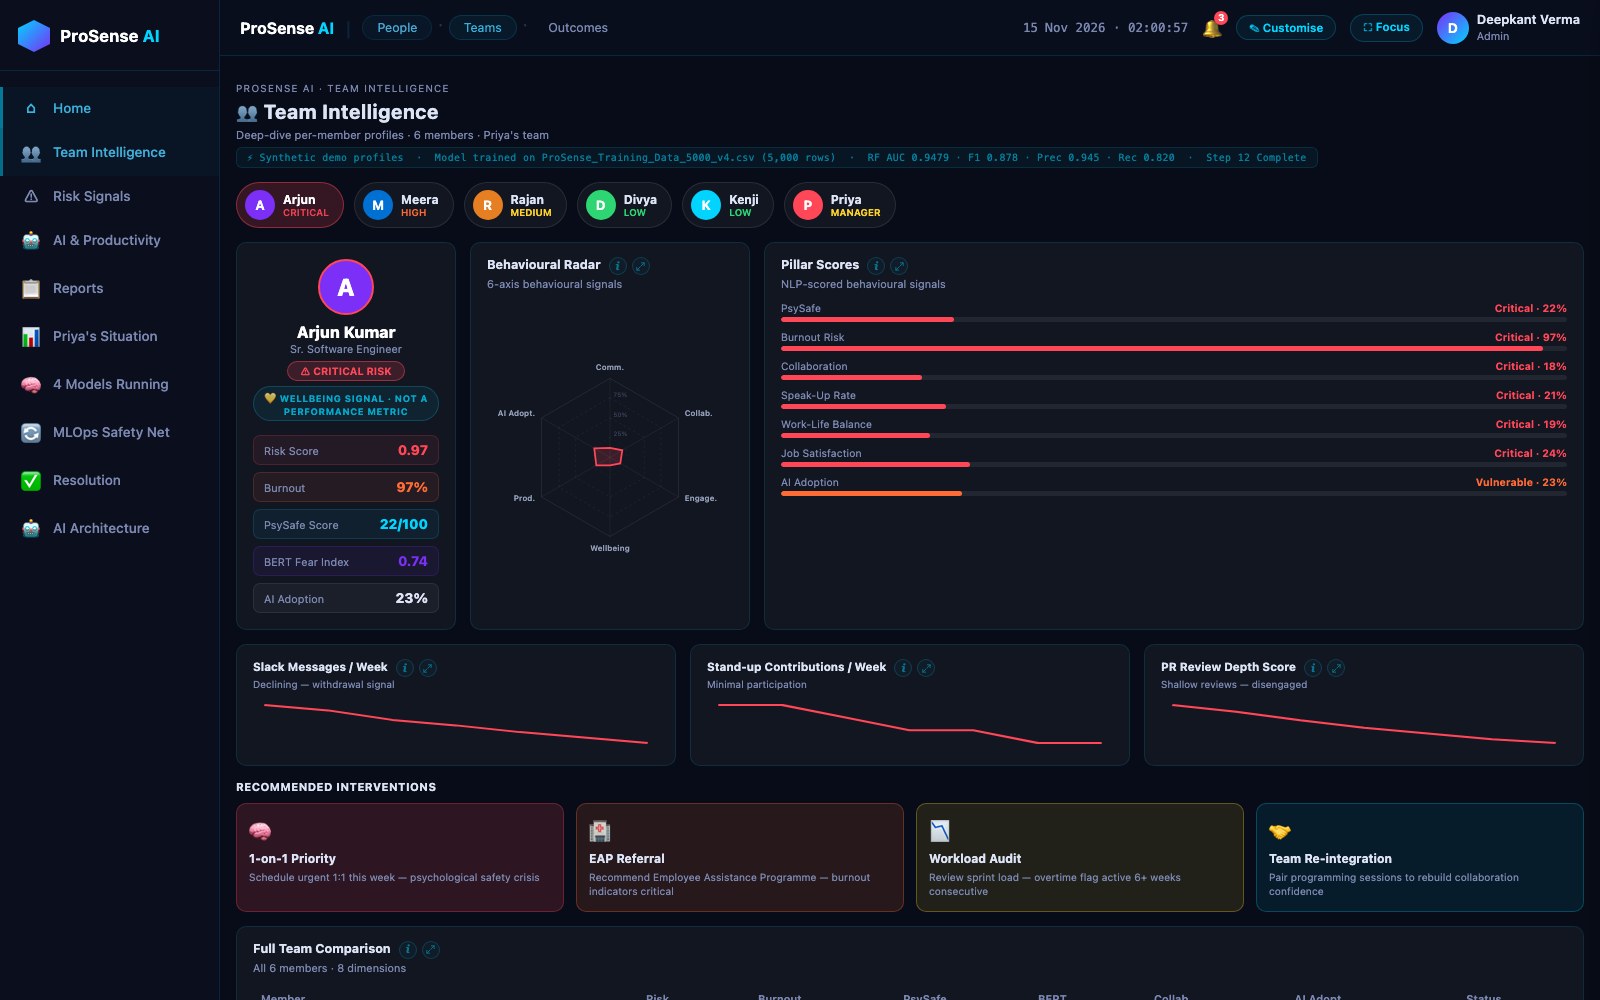 ProSense AI
Home
Team Intelligence
Risk Signals
AI & Productivity
Reports
Priya's Situation
4 Models Running
MLOps Safety Net
Resolution
AI Architecture
ProSense AI | People · Teams · Outcomes
15 Nov 2026 · 02:00:57
3
✎ Customise
⛶ Focus
D
Deepkant Verma
Admin
PROSENSE AI · TEAM INTELLIGENCE
👥 Team Intelligence
Deep-dive per-member profiles · 6 members · Priya's team
⚡ Synthetic demo profiles · Model trained on ProSense_Training_Data_5000_v4.csv (5,000 rows) · RF AUC 0.9479 · F1 0.878 · Prec 0.945 · Rec 0.820 · Step 12 Complete
A
Arjun
CRITICAL
M
Meera
HIGH
R
Rajan
MEDIUM
D
Divya
LOW
K
Kenji
LOW
P
Priya
MANAGER
A
Arjun Kumar
Sr. Software Engineer
⚠ CRITICAL RISK
💛 WELLBEING SIGNAL · NOT A
PERFORMANCE METRIC
Risk Score 0.97
Burnout 97%
PsySafe Score 22/100
BERT Fear Index 0.74
AI Adoption 23%
Behavioural Radar i
6-axis behavioural signals
Comm.
75%
AI Adopt.
50%
Collab.
25%
Prod.
Engage.
Wellbeing
Pillar Scores i
NLP-scored behavioural signals
PsySafe Critical · 22%
Burnout Risk Critical · 97%
Collaboration Critical · 18%
Speak-Up Rate Critical · 21%
Work-Life Balance Critical · 19%
Job Satisfaction Critical · 24%
AI Adoption Vulnerable · 23%
Slack Messages / Week i
Declining — withdrawal signal
Stand-up Contributions / Week i
Minimal participation
PR Review Depth Score i
Shallow reviews — disengaged
RECOMMENDED INTERVENTIONS
1-on-1 Priority
Schedule urgent 1:1 this week — psychological safety crisis
EAP Referral
Recommend Employee Assistance Programme — burnout
indicators critical
Workload Audit
Review sprint load — overtime flag active 6+ weeks
consecutive
Team Re-integration
Pair programming sessions to rebuild collaboration
confidence
Full Team Comparison i
All 6 members · 8 dimensions
Member Risk Burnout PsySafe BERT Collab AI Adopt Status